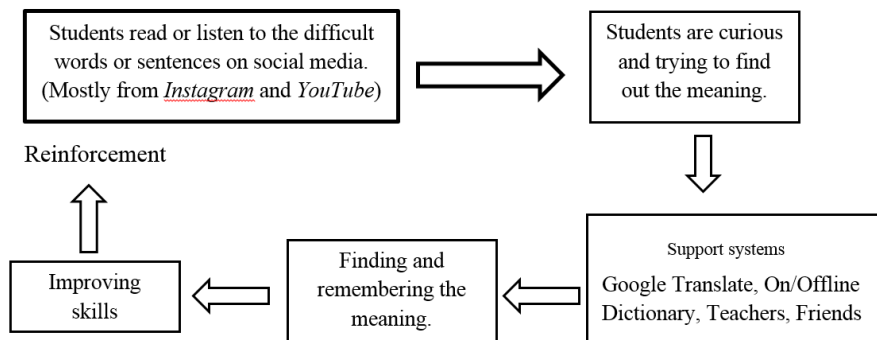 Students read or listen to the difficult
words or sentences on social media.
(Mostly from Instagram and YouTube)
Students are curious
and trying to find
out the meaning.
Support systems
Google Translate, On/Offline
Dictionary, Teachers, Friends
Finding and
remembering the
meaning.
Improving
skills
Reinforcement